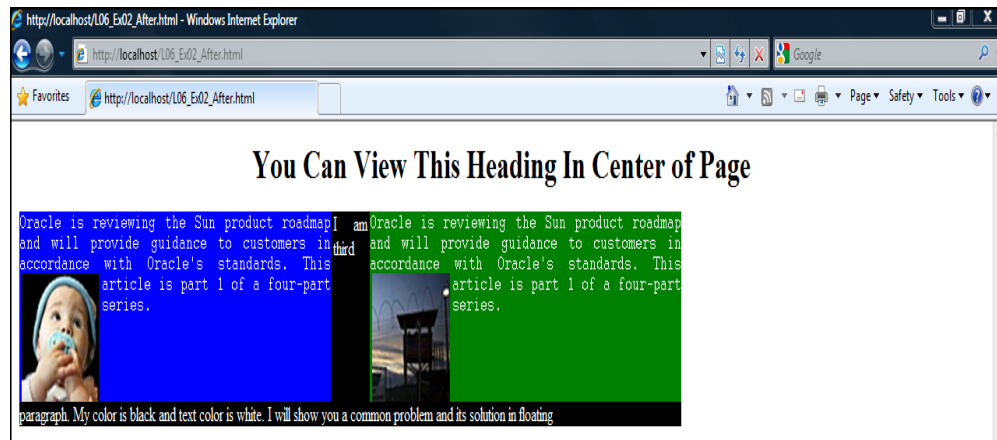 http://localhost/L06_Ex02_After.html - Windows Internet Explorer
http://localhost/L06_Ex02_After.html
Google
Favorites
http://localhost/L06_Ex02_After.html
Page
Safety
Tools
You Can View This Heading In Center of Page
Oracle is reviewing the Sun product roadmap
and will provide guidance to customers in
accordance with Oracle's standards. This
article is part 1 of a four-part
series.
I am
third
Oracle is reviewing the Sun product roadmap
and will provide guidance to customers in
accordance with Oracle's standards. This
article is part 1 of a four-part
series.
paragraph. My color is black and text color is white. I will show you a common problem and its solution in floating